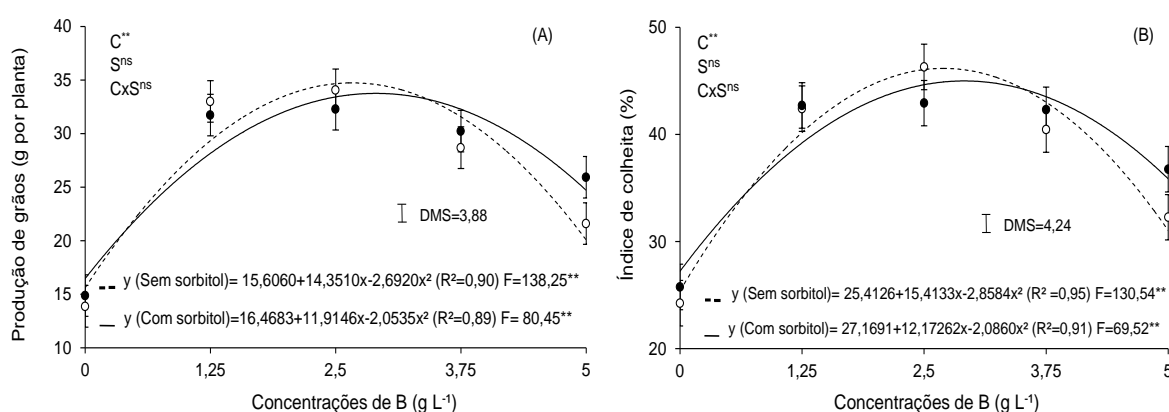 (A)
C**
S^ns
CxS^ns
Produção de grãos (g por planta)
40
35
30
25
20
15
10
DMS=3,88
y (Sem sorbitol)= 15,6060+14,3510x-2,6920x² (R²=0,90) F=138,25**
y (Com sorbitol)=16,4683+11,9146x-2,0535x² (R²=0,89) F= 80,45**
0 1,25 2,5 3,75 5
Concentrações de B (g L⁻¹)
(B)
C**
S^ns
CxS^ns
Índice de colheita (%)
50
40
30
20
DMS=4,24
y (Sem sorbitol)= 25,4126+15,4133x-2,8584x² (R² =0,95) F=130,54**
y (Com sorbitol)= 27,1691+12,17262x-2,0860x² (R²=0,91) F=69,52**
0 1,25 2,5 3,75 5
Concentrações de B (g L⁻¹)